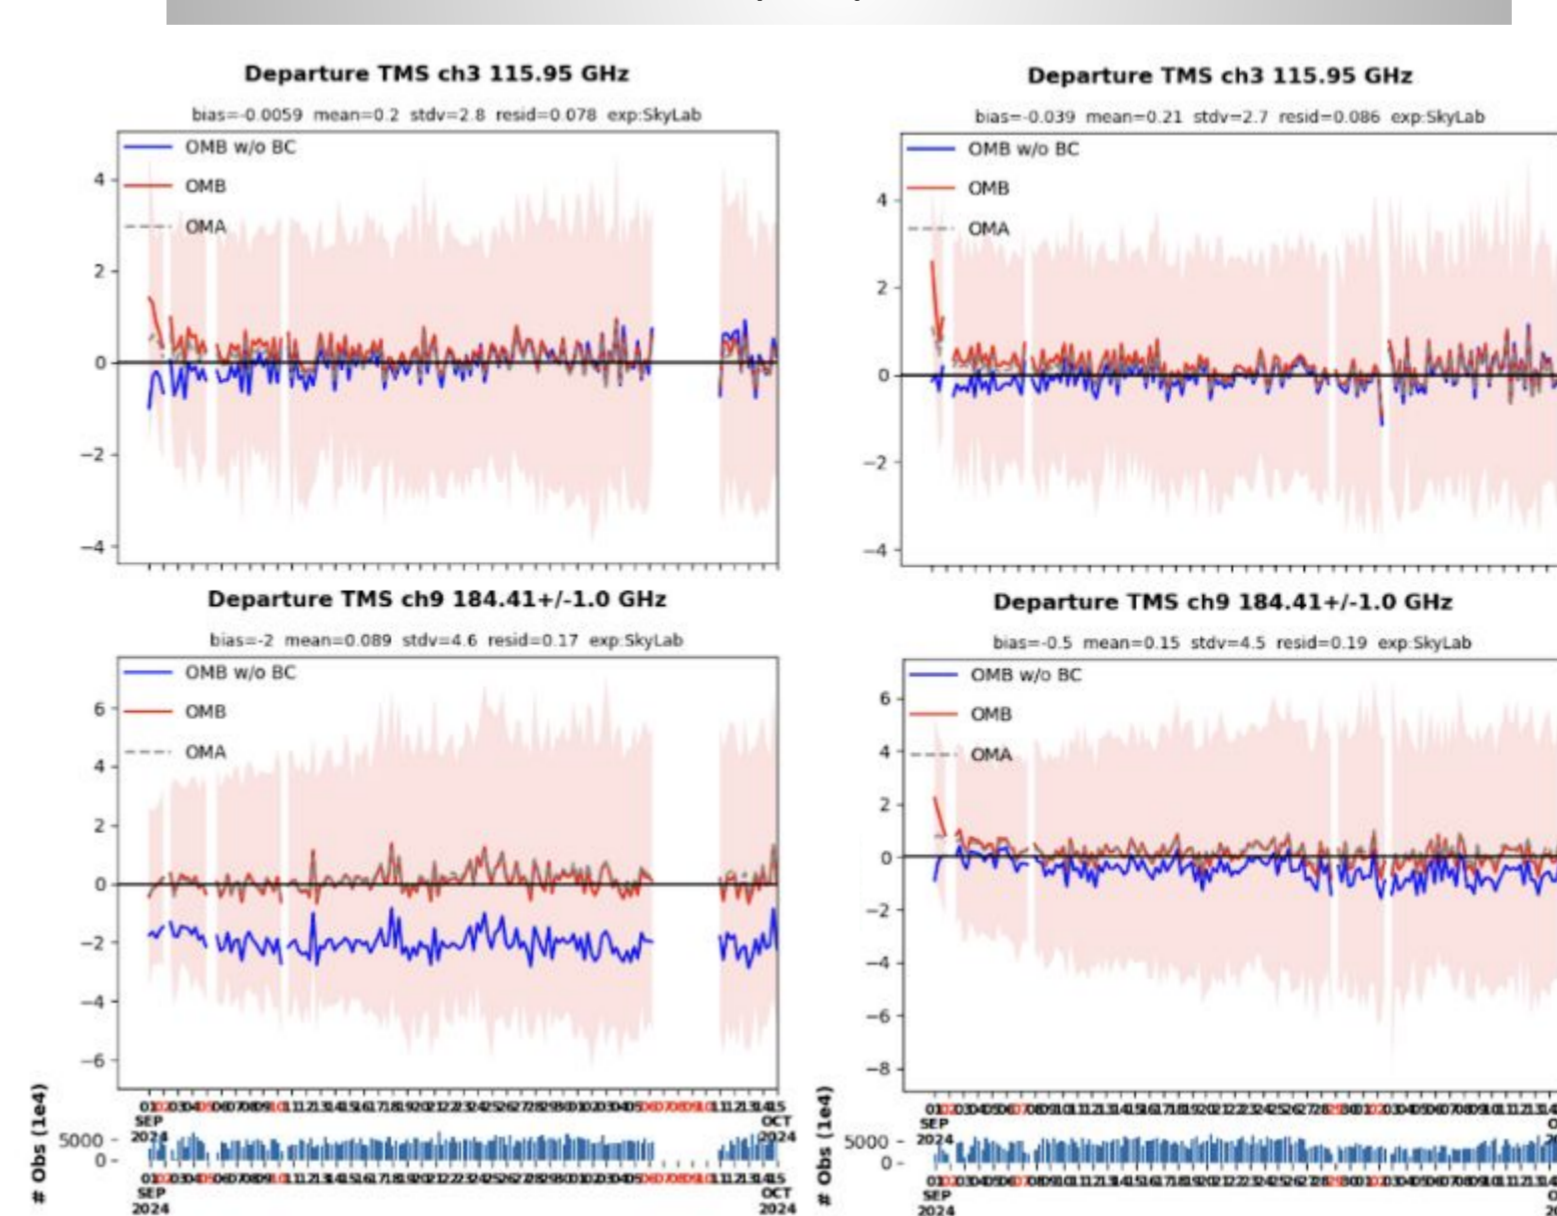 Departure TMS ch3 115.95 GHz
bias=-0.0059 mean=0.2 stdv=2.8 resid=0.078 exp:SkyLab
OMB w/o BC
OMB
OMA
4
2
0
−2
−4
Departure TMS ch3 115.95 GHz
bias=-0.039 mean=0.21 stdv=2.7 resid=0.086 exp:SkyLab
OMB w/o BC
OMB
OMA
4
2
0
−2
−4
Departure TMS ch9 184.41+/-1.0 GHz
bias=-2 mean=0.089 stdv=4.6 resid=0.17 exp:SkyLab
OMB w/o BC
OMB
OMA
6
4
2
0
−2
−4
−6
SEP
2024
OCT
2024
# Obs (1e4)
5000
0
SEP
2024
OCT
2024
Departure TMS ch9 184.41+/-1.0 GHz
bias=-0.5 mean=0.15 stdv=4.5 resid=0.19 exp:SkyLab
OMB w/o BC
OMB
OMA
6
4
2
0
−2
−4
−6
−8
SEP
2024
# Obs (1e4)
5000
0
SEP
2024